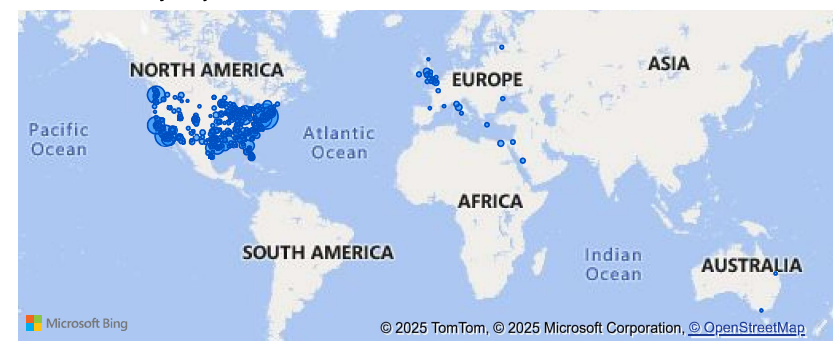 NORTH AMERICA
EUROPE
ASIA
Pacific
Ocean
Atlantic
Ocean
AFRICA
SOUTH AMERICA
Indian
Ocean
AUSTRALIA
Microsoft Bing
© 2025 TomTom, © 2025 Microsoft Corporation, © OpenStreetMap